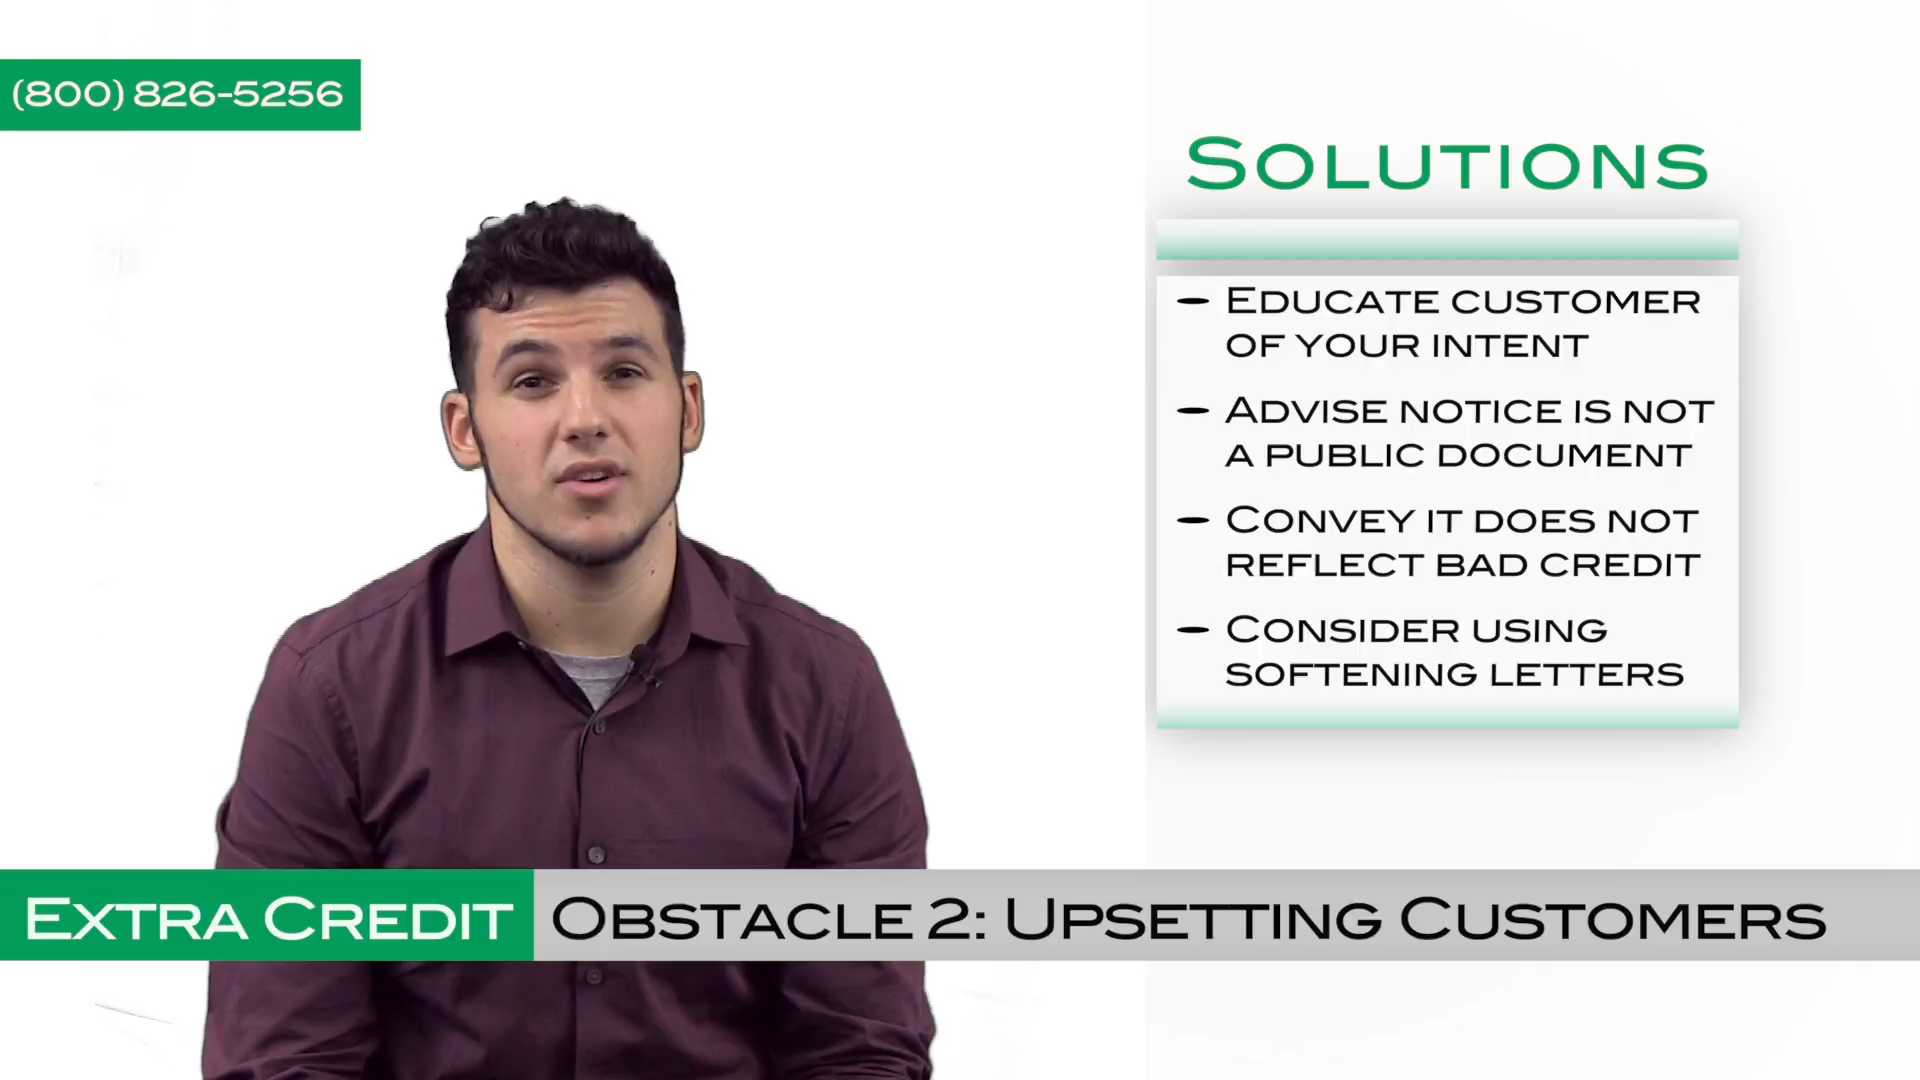 (800) 826-5256
SOLUTIONS
– EDUCATE CUSTOMER
OF YOUR INTENT
– ADVISE NOTICE IS NOT
A PUBLIC DOCUMENT
– CONVEY IT DOES NOT
REFLECT BAD CREDIT
– CONSIDER USING
SOFTENING LETTERS
EXTRA CREDIT
OBSTACLE 2: UPSETTING CUSTOMERS